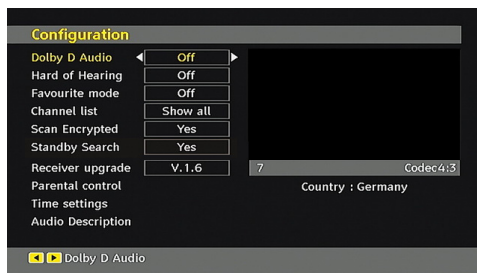 Configuration
Dolby D Audio Off
Hard of Hearing Off
Favourite mode Off
Channel list Show all
Scan Encrypted Yes
Standby Search Yes
Receiver upgrade V.1.6
Parental control
Time settings
Audio Description
7 Codec4:3
Country : Germany
Dolby D Audio